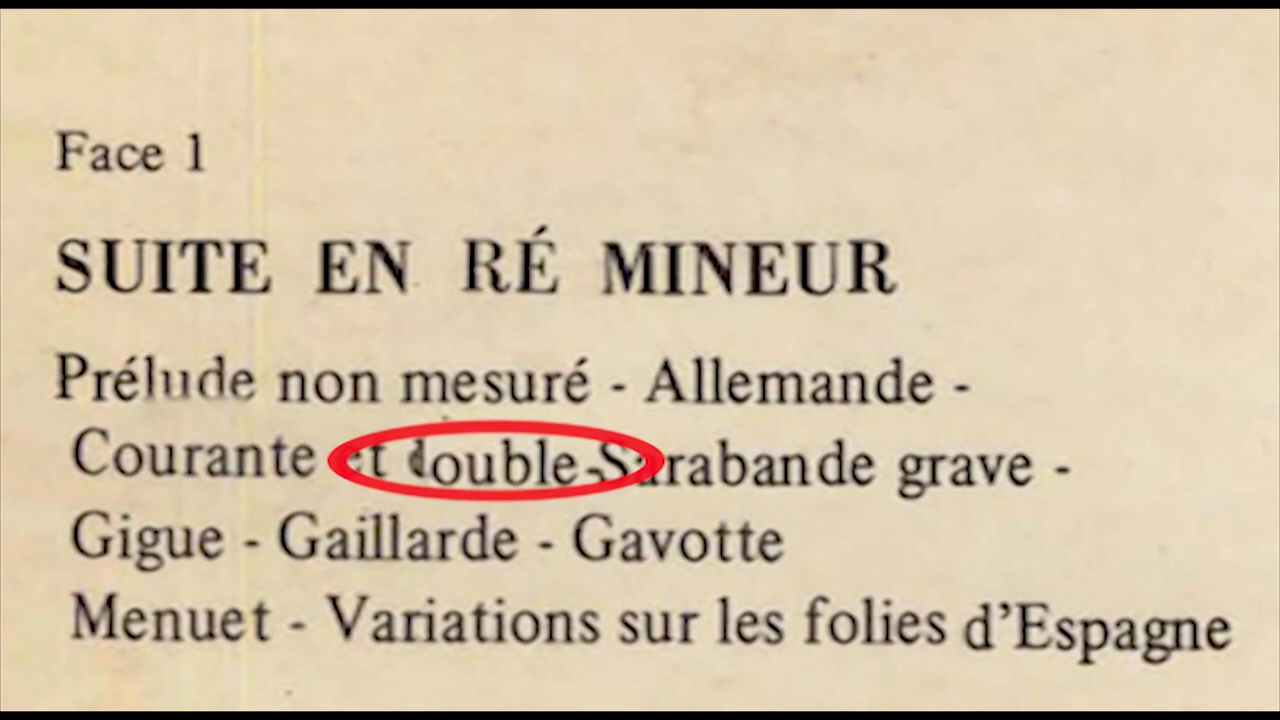 Face 1
SUITE EN RÉ MINEUR
Prélude non mesuré - Allemande -
Courante et double-Sarabande grave -
Gigue - Gaillarde - Gavotte
Menuet - Variations sur les folies d'Espagne